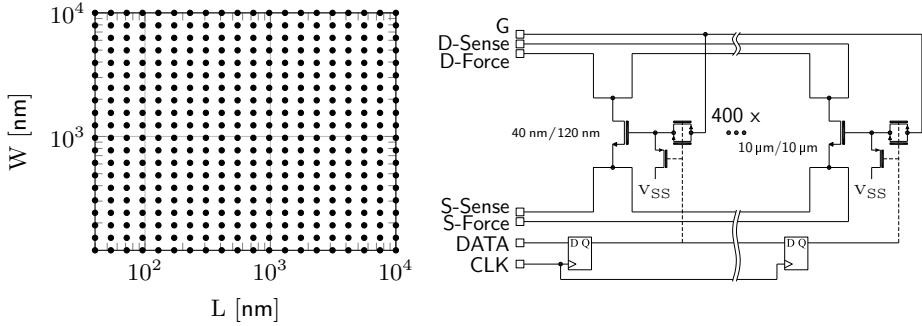 10^4
10^3
W [nm]
10^2 10^3 10^4
L [nm]
G
D-Sense
D-Force
40 nm/120 nm
400 x
10 µm/10 µm
V_SS
V_SS
S-Sense
S-Force
DATA
D Q
D Q
CLK